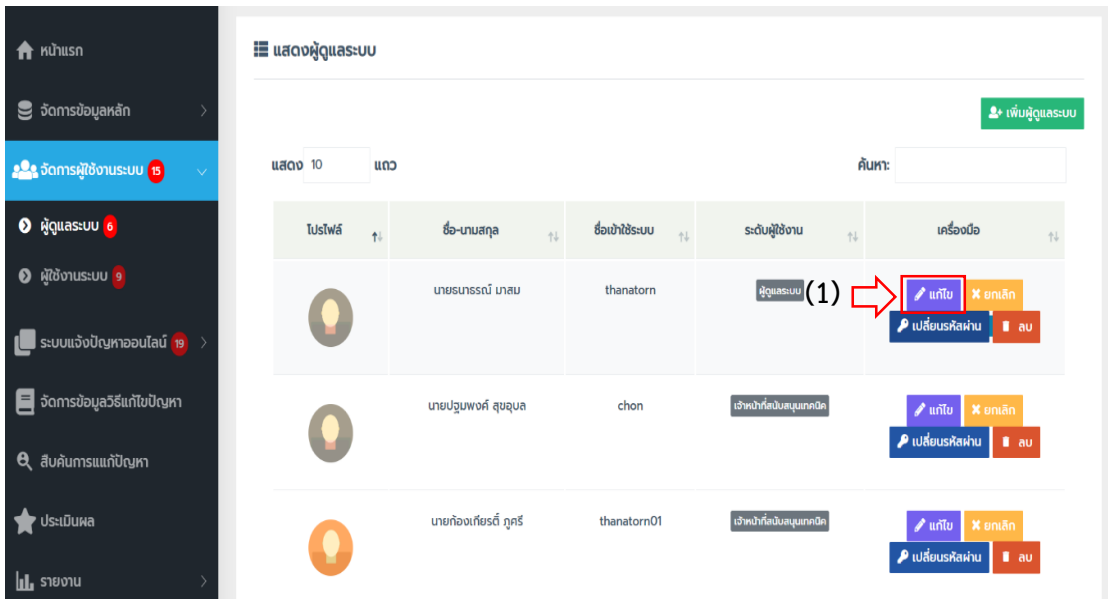 หน้าแรก
จัดการข้อมูลหลัก
จัดการผู้ใช้งานระบบ 15
ผู้ดูแลระบบ 6
ผู้ใช้งานระบบ 9
ระบบแจ้งปัญหาออนไลน์ 19
จัดการข้อมูลวิธีแก้ไขปัญหา
สืบค้นการแแก้ปัญหา
ประเมินผล
รายงาน
แสดงผู้ดูแลระบบ
เพิ่มผู้ดูแลระบบ
แสดง 10 แถว ค้นหา:
โปรไฟล์ ชื่อ-นามสกุล ชื่อเข้าใช้ระบบ ระดับผู้ใช้งาน เครื่องมือ
นายธนาธรณ์ มาสม thanatorn ผู้ดูแลระบบ (1) แก้ไข ยกเลิก
เปลี่ยนรหัสผ่าน ลบ
นายปฐมพงศ์ สุขอุบล chon เจ้าหน้าที่สนับสนุนเทคนิค แก้ไข ยกเลิก
เปลี่ยนรหัสผ่าน ลบ
นายก้องเกียรติ์ ภูศรี thanatorn01 เจ้าหน้าที่สนับสนุนเทคนิค แก้ไข ยกเลิก
เปลี่ยนรหัสผ่าน ลบ